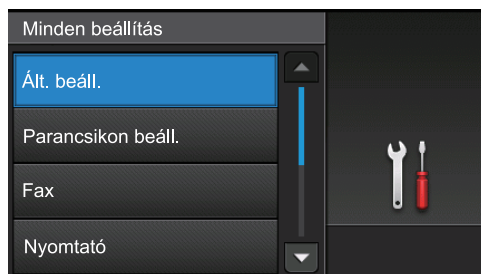 Minden beállítás
Ált. beáll.
Parancsikon beáll.
Fax
Nyomtató